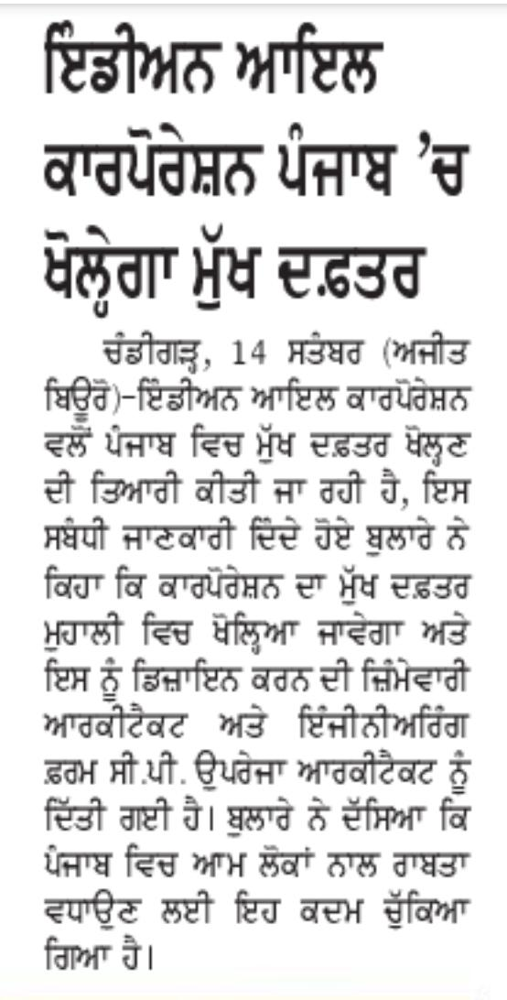 ਇੰਡੀਅਨ ਆਇਲ
ਕਾਰਪੋਰੇਸ਼ਨ ਪੰਜਾਬ 'ਚ
ਖੋਲ੍ਹੇਗਾ ਮੁੱਖ ਦਫ਼ਤਰ
ਚੰਡੀਗੜ੍ਹ, 14 ਸਤੰਬਰ (ਅਜੀਤ
ਬਿਊਰੋ)-ਇੰਡੀਅਨ ਆਇਲ ਕਾਰਪੋਰੇਸ਼ਨ
ਵਲੋਂ ਪੰਜਾਬ ਵਿਚ ਮੁੱਖ ਦਫ਼ਤਰ ਖੋਲ੍ਹਣ
ਦੀ ਤਿਆਰੀ ਕੀਤੀ ਜਾ ਰਹੀ ਹੈ, ਇਸ
ਸਬੰਧੀ ਜਾਣਕਾਰੀ ਦਿੰਦੇ ਹੋਏ ਬੁਲਾਰੇ ਨੇ
ਕਿਹਾ ਕਿ ਕਾਰਪੋਰੇਸ਼ਨ ਦਾ ਮੁੱਖ ਦਫ਼ਤਰ
ਮੁਹਾਲੀ ਵਿਚ ਖੋਲ੍ਹਿਆ ਜਾਵੇਗਾ ਅਤੇ
ਇਸ ਨੂੰ ਡਿਜ਼ਾਇਨ ਕਰਨ ਦੀ ਜ਼ਿੰਮੇਵਾਰੀ
ਆਰਕੀਟੈਕਟ ਅਤੇ ਇੰਜੀਨੀਅਰਿੰਗ
ਫ਼ਰਮ ਸੀ.ਪੀ. ਉਪਰੇਜਾ ਆਰਕੀਟੈਕਟ ਨੂੰ
ਦਿੱਤੀ ਗਈ ਹੈ। ਬੁਲਾਰੇ ਨੇ ਦੱਸਿਆ ਕਿ
ਪੰਜਾਬ ਵਿਚ ਆਮ ਲੋਕਾਂ ਨਾਲ ਰਾਬਤਾ
ਵਧਾਉਣ ਲਈ ਇਹ ਕਦਮ ਚੁੱਕਿਆ
ਗਿਆ ਹੈ।